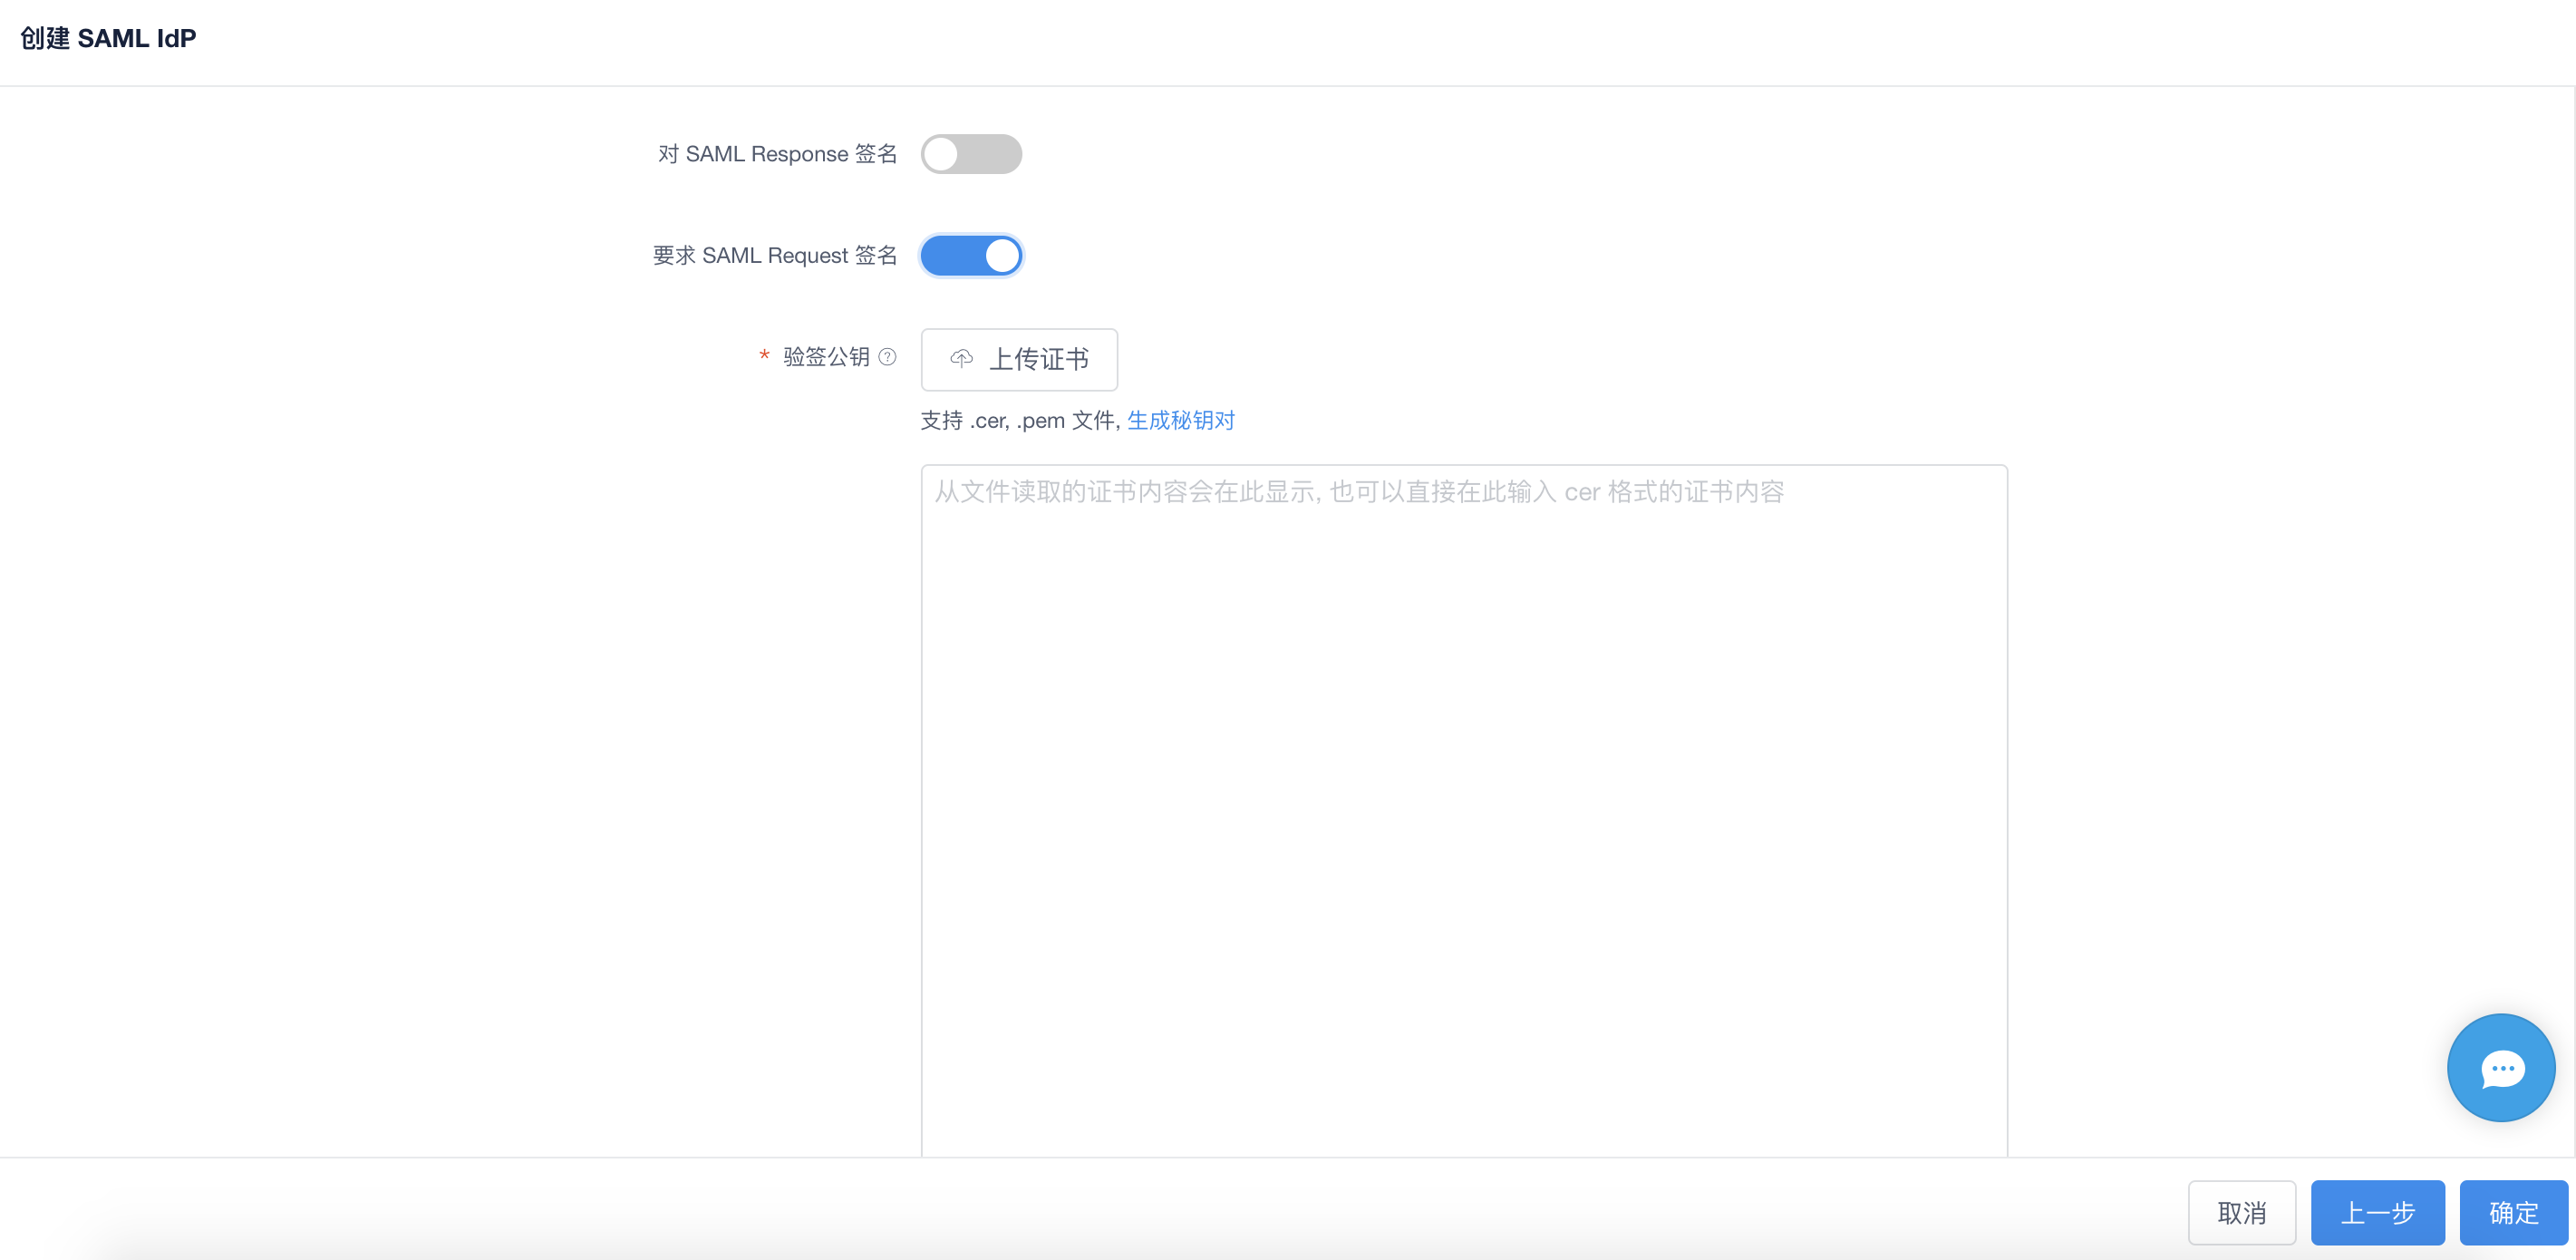 创建 SAML IdP
对 SAML Response 签名
要求 SAML Request 签名
* 验签公钥 ?
上传证书
支持 .cer, .pem 文件, 生成秘钥对
从文件读取的证书内容会在此显示, 也可以直接在此输入 cer 格式的证书内容
取消 上一步 确定